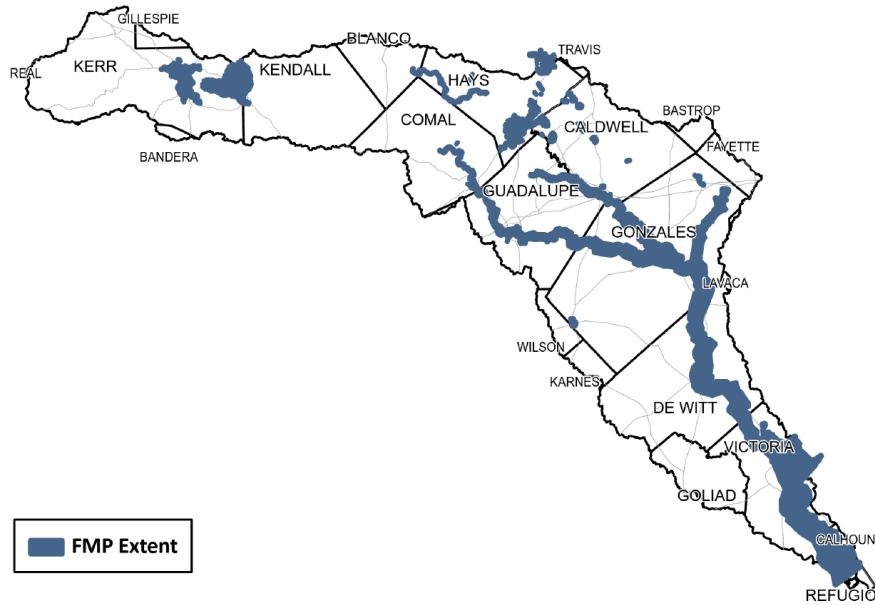 GILLESPIE
BLANCO
TRAVIS
REAL
KERR
KENDALL
HAYS
BASTROP
COMAL
CALDWELL
FAYETTE
BANDERA
GUADALUPE
GONZALES
LAVACA
WILSON
KARNES
DE WITT
VICTORIA
GOLIAD
CALHOUN
FMP Extent
REFUGIO